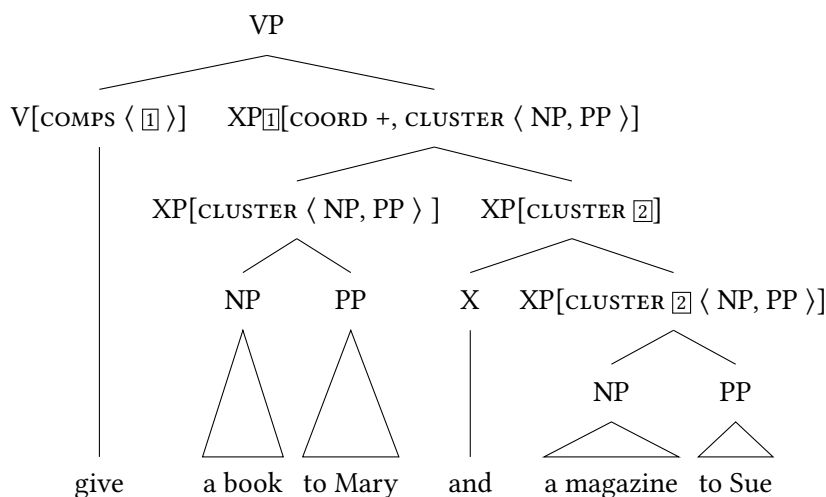 VP
V[COMPS ⟨ 1 ⟩] XP1[COORD +, CLUSTER ⟨ NP, PP ⟩]
XP[CLUSTER ⟨ NP, PP ⟩ ] XP[CLUSTER 2]
NP PP X XP[CLUSTER 2 ⟨ NP, PP ⟩]
NP PP
give a book to Mary and a magazine to Sue